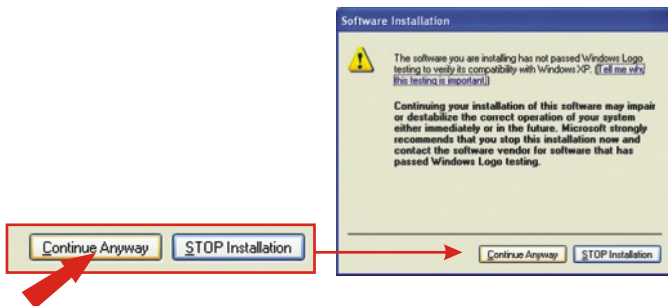 Software Installation
The software you are installing has not passed Windows Logo
testing to verify its compatibility with Windows XP. (Tell me why
this testing is important.)
Continuing your installation of this software may impair
or destabilize the correct operation of your system
either immediately or in the future. Microsoft strongly
recommends that you stop this installation now and
contact the software vendor for software that has
passed Windows Logo testing.
Continue Anyway STOP Installation
Continue Anyway STOP Installation